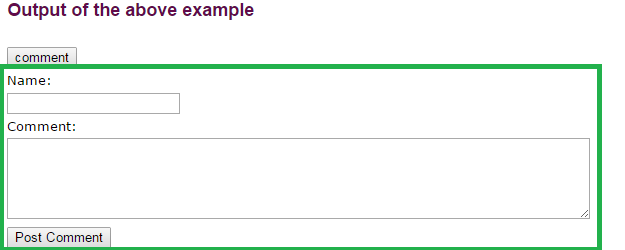 Output of the above example
comment
Name:
Comment:
Post Comment